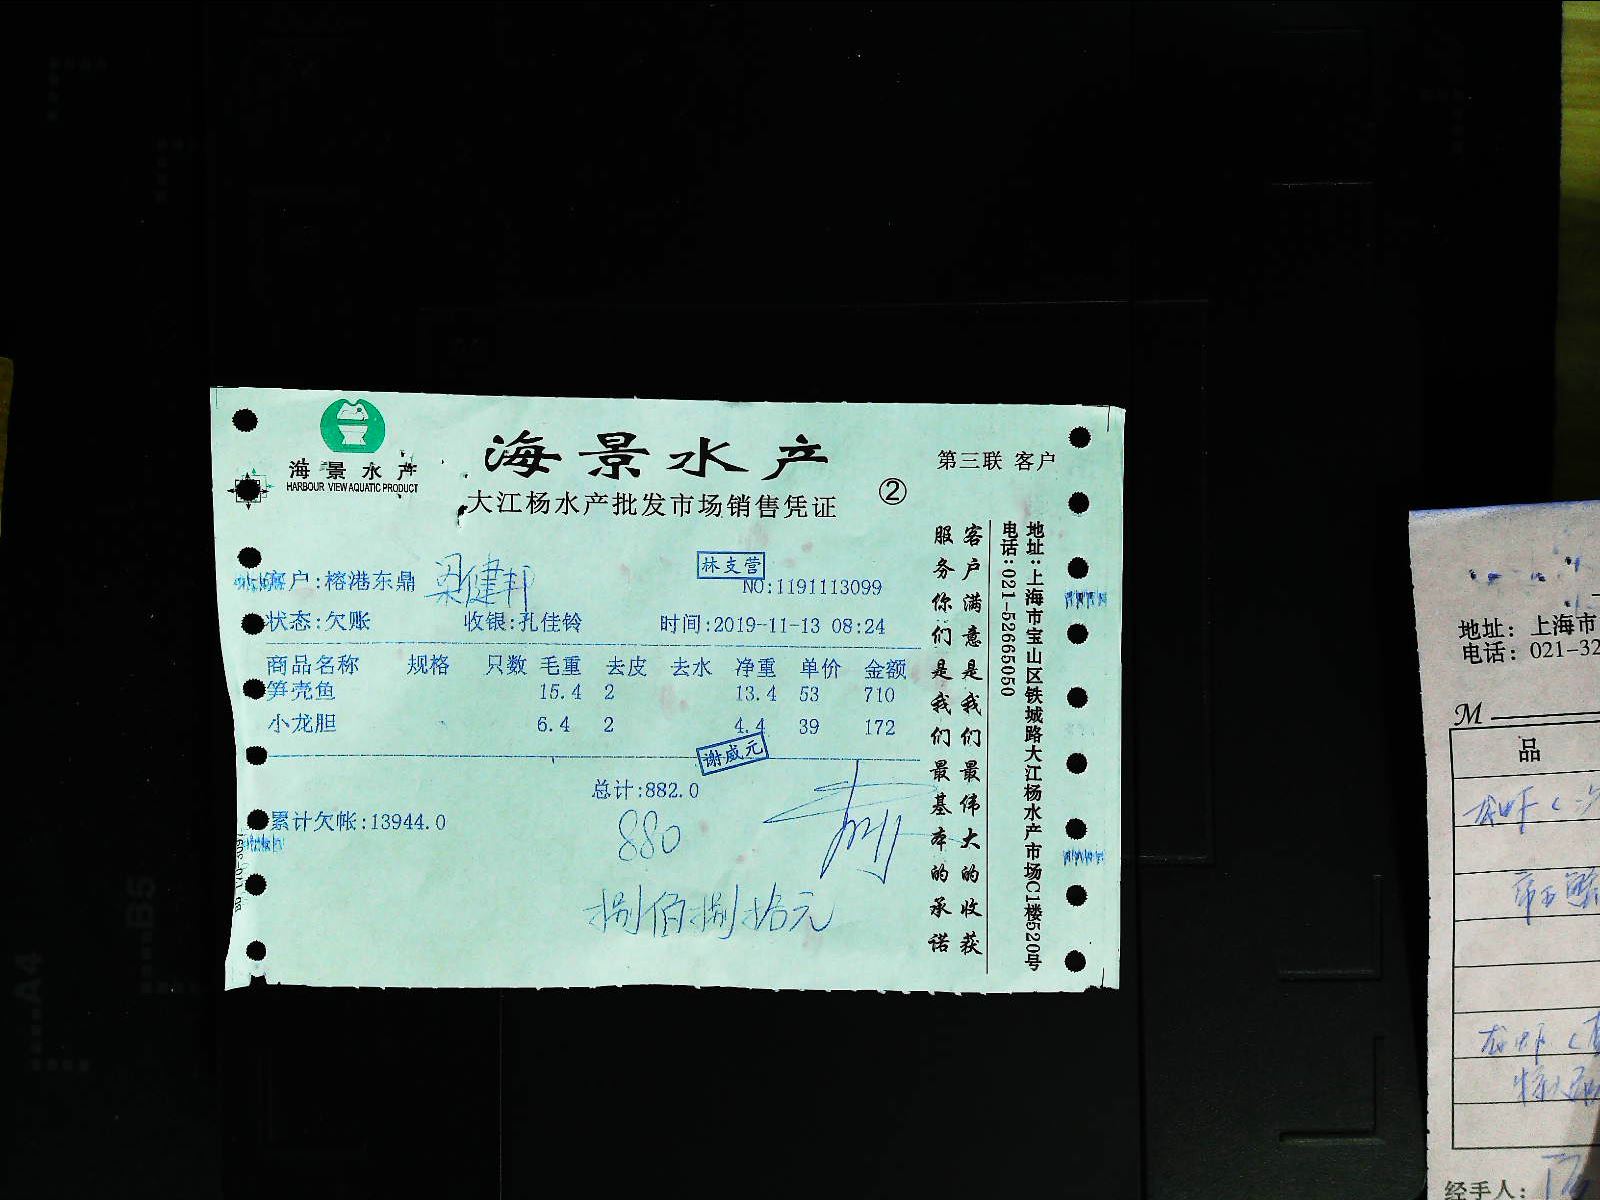 海景水产
HARBOUR VIEW AQUATIC PRODUCT
海景水产
大江杨水产批发市场销售凭证
②
第三联 客户
林支营
客户:榕港东鼎 梁健邦
NO:1191113099
状态:欠账 收银:孔佳铃 时间:2019-11-13 08:24
商品名称 规格 只数 毛重 去皮 去水 净重 单价 金额
笋壳鱼 15.4 2 13.4 53 710
小龙胆 6.4 2 4.4 39 172
谢威元
总计:882.0
累计欠帐:13944.0
880
捌佰捌拾元
客户满意是我们最伟大的收获
服务你们是我们最基本的承诺
地址:上海市宝山区铁城路大江杨水产市场C1楼520号
电话:021-52665050
地址: 上海市
电话: 021-32
M
品
龙虾(
龙虾(
经手人: